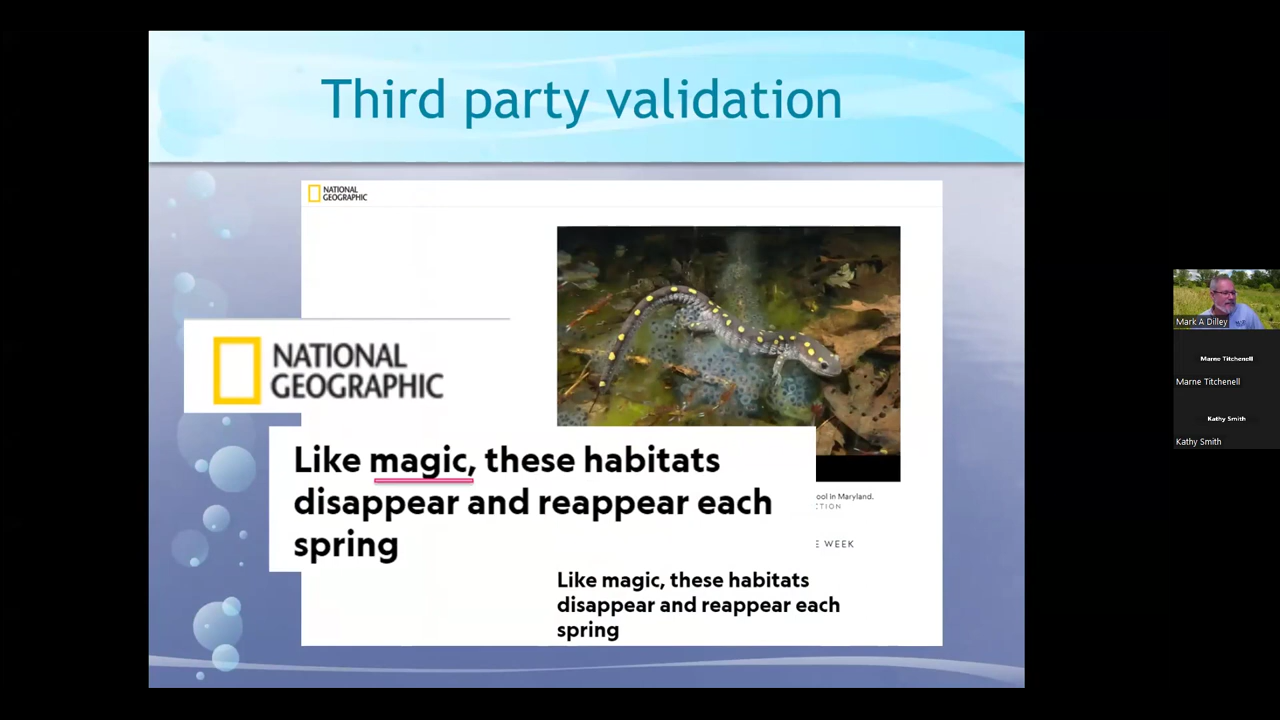 Third party validation
NATIONAL
GEOGRAPHIC
NATIONAL
GEOGRAPHIC
Like magic, these habitats
disappear and reappear each
spring
ool in Maryland.
CTION
E WEEK
Like magic, these habitats
disappear and reappear each
spring
Mark A Dilley
Marne Titchenell
Marne Titchenell
Kathy Smith
Kathy Smith